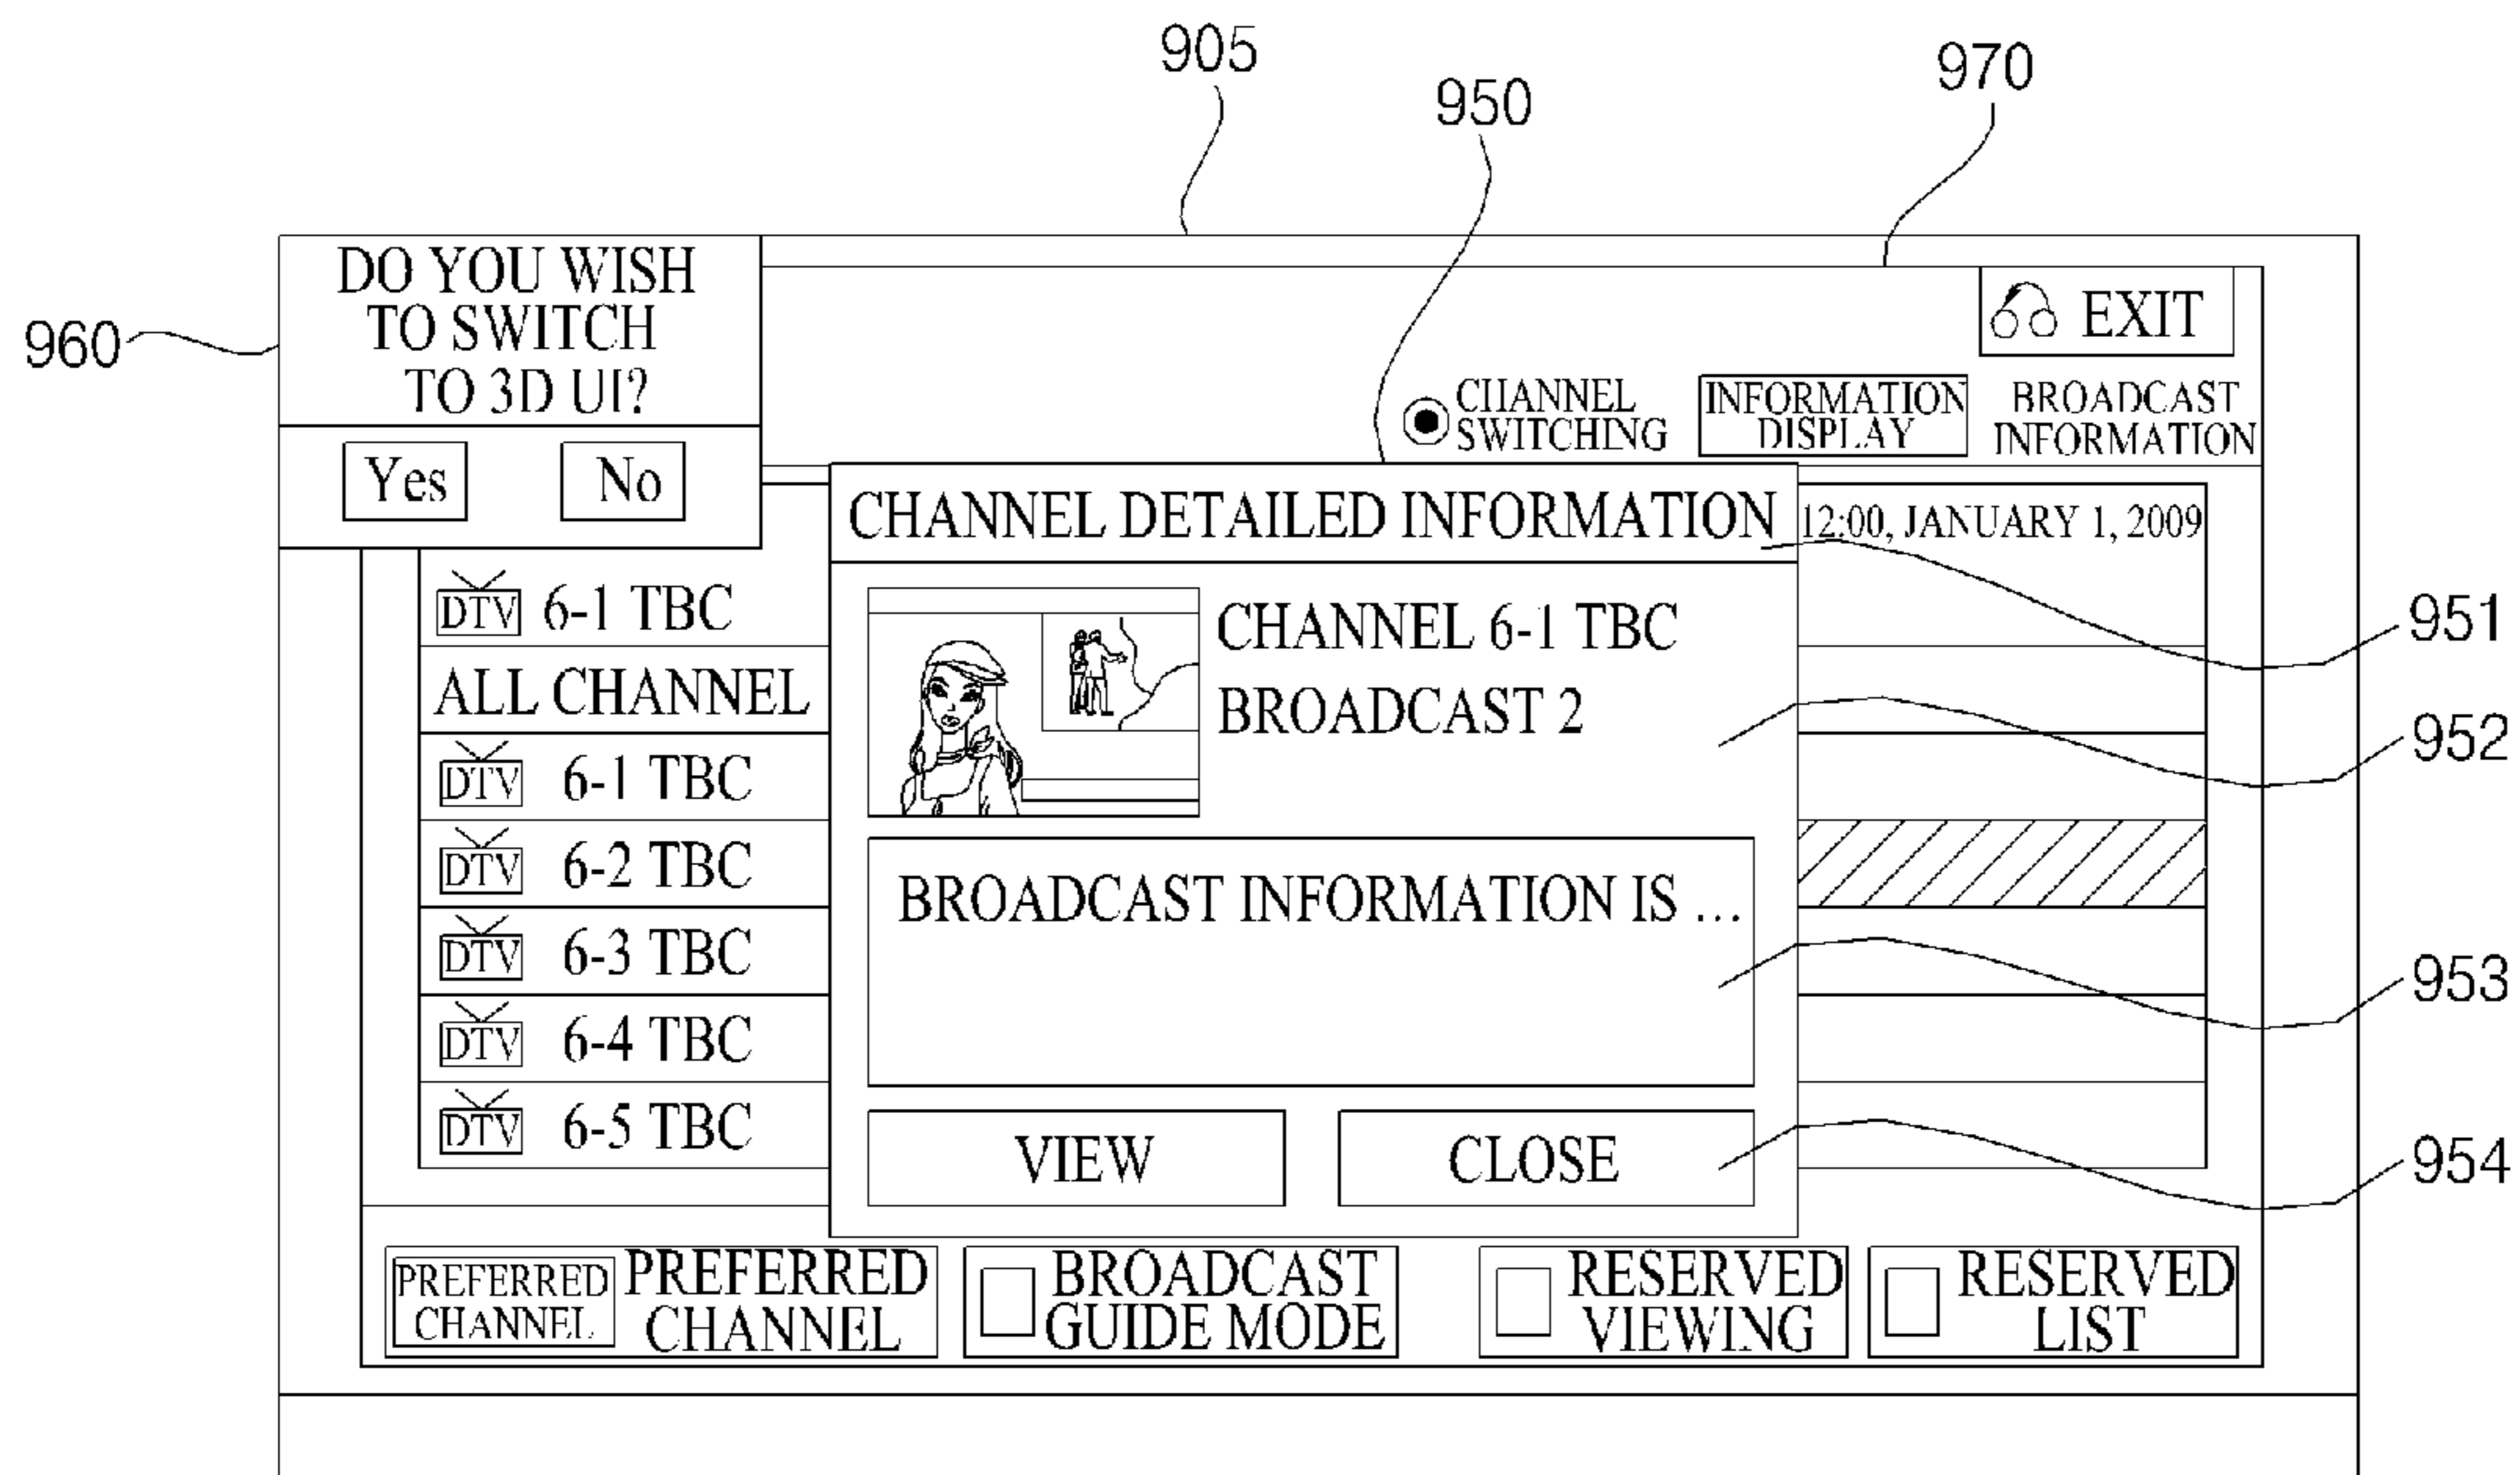 905
970
950
DO YOU WISH
TO SWITCH
TO 3D UI?
960
EXIT
CHANNEL
SWITCHING
INFORMATION
DISPLAY
BROADCAST
INFORMATION
Yes
No
CHANNEL DETAILED INFORMATION
12:00, JANUARY 1, 2009
DTV 6-1 TBC
CHANNEL 6-1 TBC
951
ALL CHANNEL
BROADCAST 2
952
DTV 6-1 TBC
DTV 6-2 TBC
BROADCAST INFORMATION IS ...
DTV 6-3 TBC
953
DTV 6-4 TBC
DTV 6-5 TBC
VIEW
CLOSE
954
PREFERRED
CHANNEL
PREFERRED
CHANNEL
BROADCAST
GUIDE MODE
RESERVED
VIEWING
RESERVED
LIST